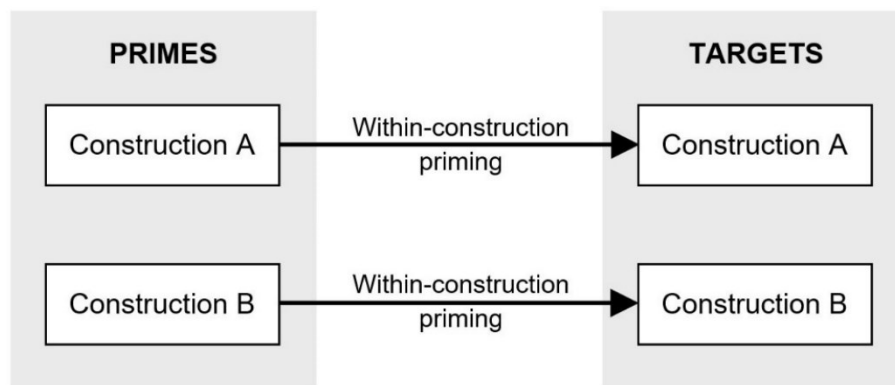 PRIMES
TARGETS
Construction A
Within-construction
priming
Construction A
Construction B
Within-construction
priming
Construction B